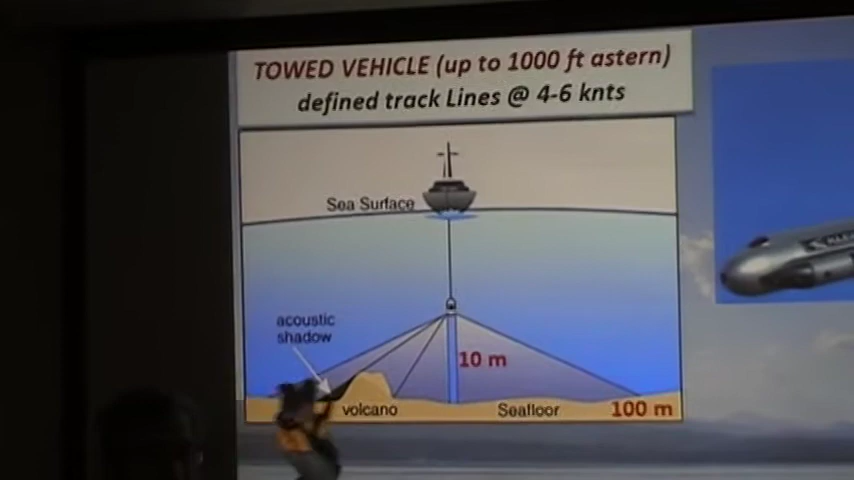 TOWED VEHICLE (up to 1000 ft astern)
defined track Lines @ 4-6 knts
Sea Surface
acoustic
shadow
10 m
volcano
Seafloor
100 m